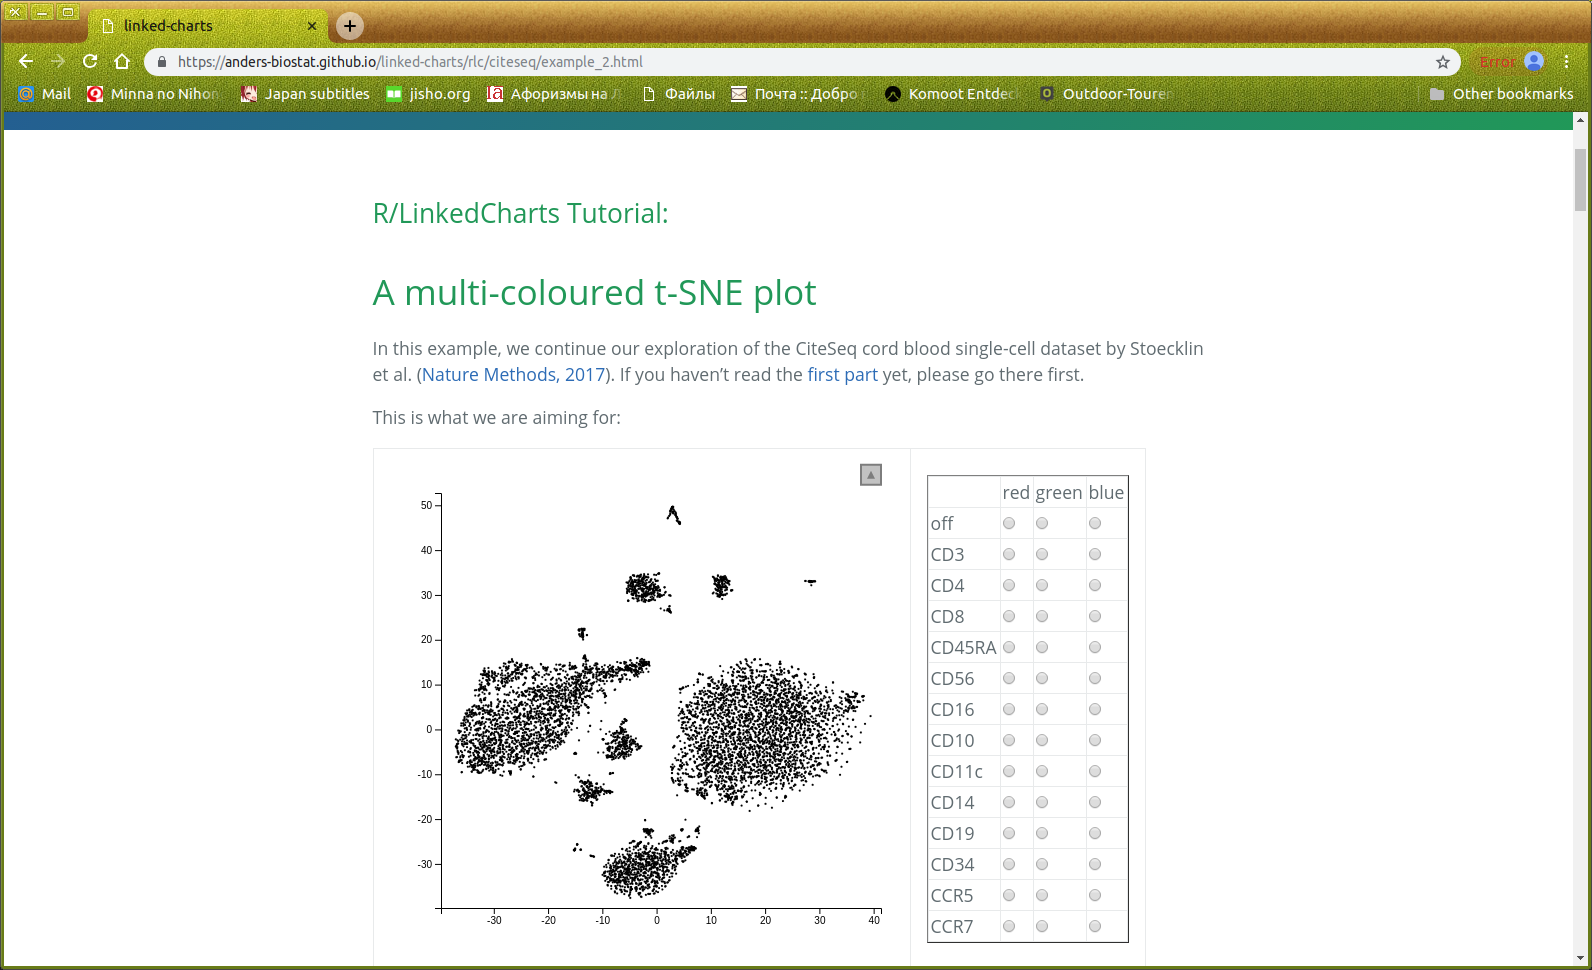 linked-charts
https://anders-biostat.github.io/linked-charts/rlc/citeseq/example_2.html
Error
Mail
Minna no Nihon
Japan subtitles
jisho.org
Афоризмы на Л
Файлы
Почта :: Добро
Komoot Entdeck
Outdoor-Touren
Other bookmarks
R/LinkedCharts Tutorial:
A multi-coloured t-SNE plot
In this example, we continue our exploration of the CiteSeq cord blood single-cell dataset by Stoecklin
et al. (Nature Methods, 2017). If you haven’t read the first part yet, please go there first.
This is what we are aiming for:
50
40
30
20
10
0
-10
-20
-30
-30 -20 -10 0 10 20 30 40
red green blue
off
CD3
CD4
CD8
CD45RA
CD56
CD16
CD10
CD11c
CD14
CD19
CD34
CCR5
CCR7